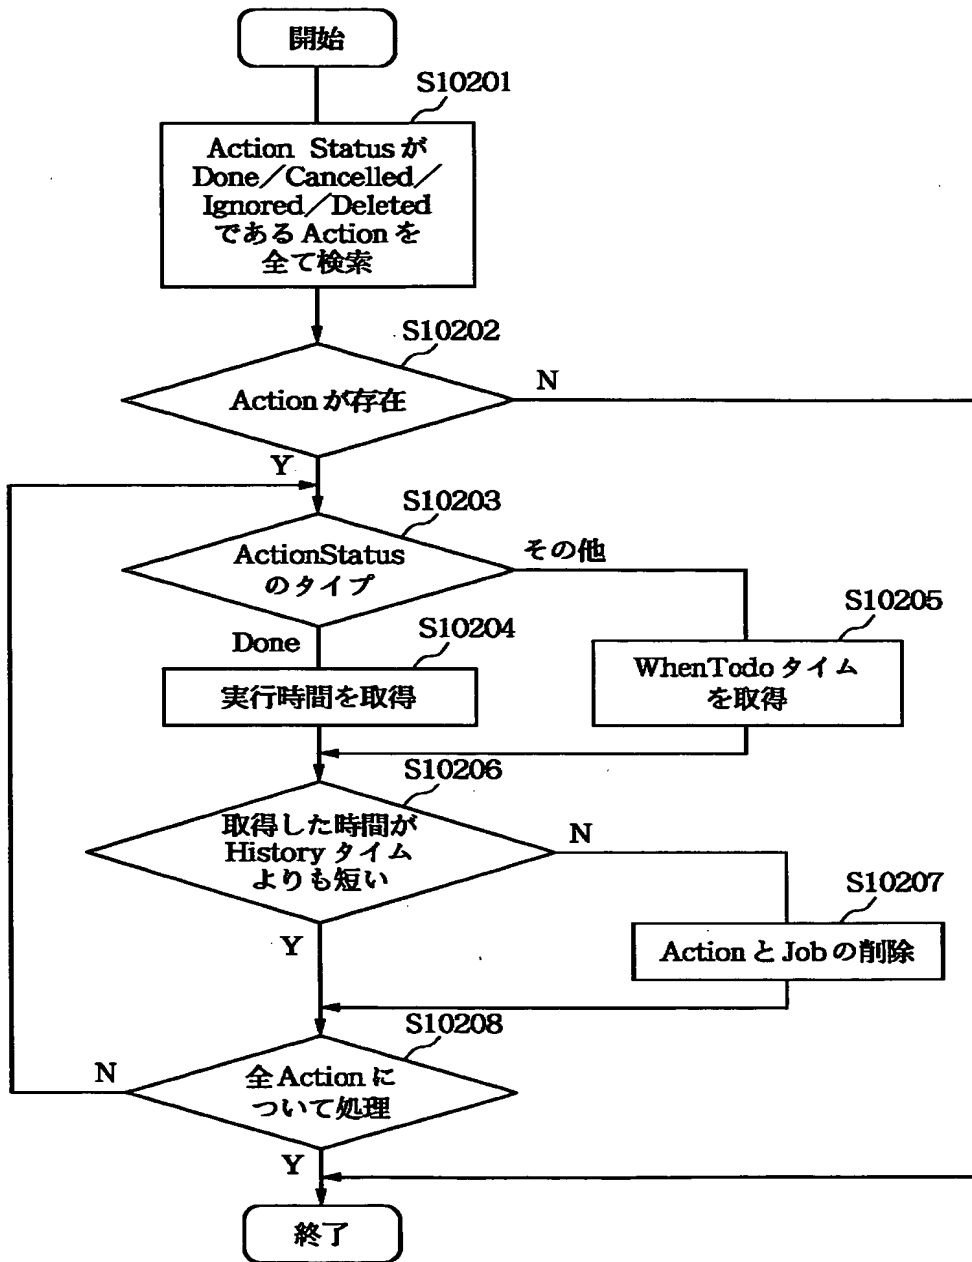 開始
S10201
Action Statusが
Done／Cancelled／
Ignored／Deleted
であるActionを
全て検索
S10202
Actionが存在
N
Y
S10203
ActionStatus
のタイプ
その他
Done
S10204
実行時間を取得
S10205
WhenTodoタイム
を取得
S10206
取得した時間が
Historyタイム
よりも短い
N
Y
S10207
ActionとJobの削除
S10208
全Actionに
ついて処理
N
Y
終了